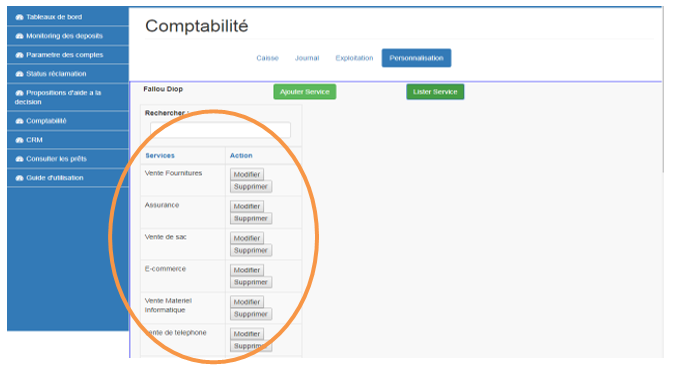 Tableaux de bord
Monitoring des deposits
Parametre des comptes
Status réclamation
Propositions d'aide a la
decision
Comptabilité
CRM
Consulter les prêts
Guide d'utilisation
Comptabilité
Caisse Journal Exploitation Personnalisation
Fallou Diop Ajouter Service Lister Service
Rechercher :
Services Action
Vente Fournitures Modifier
Supprimer
Assurance Modifier
Supprimer
Vente de sac Modifier
Supprimer
E-commerce Modifier
Supprimer
Vente Materiel Modifier
Informatique Supprimer
Vente de telephone Modifier
Supprimer